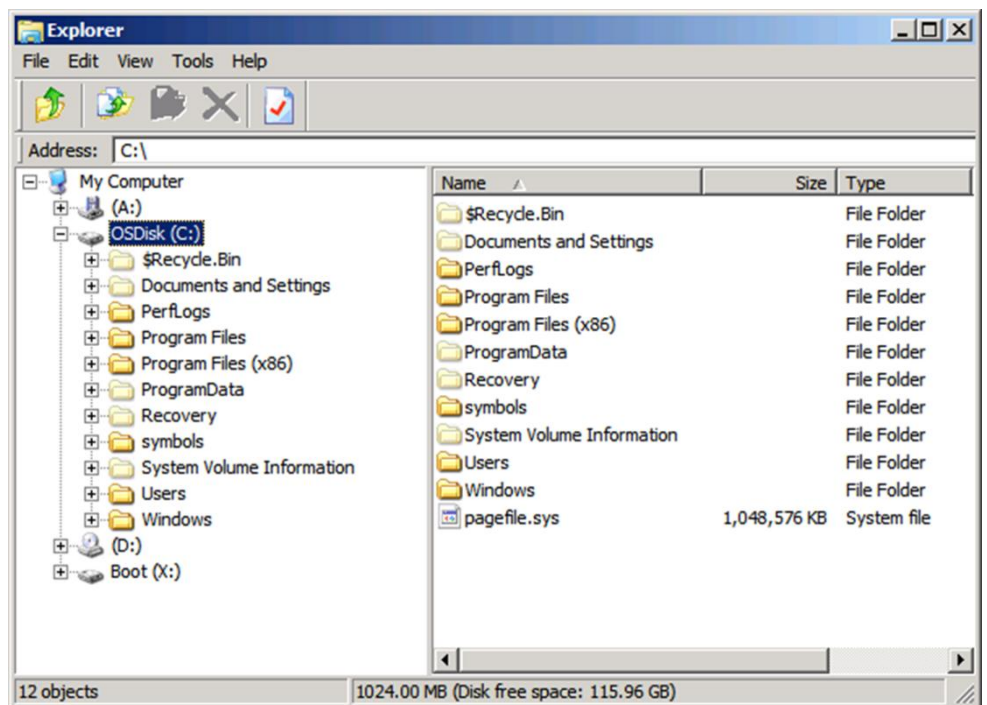 Explorer
File Edit View Tools Help
Address: C:\
My Computer
(A:)
OSDisk (C:)
$Recycle.Bin
Documents and Settings
PerfLogs
Program Files
Program Files (x86)
ProgramData
Recovery
symbols
System Volume Information
Users
Windows
(D:)
Boot (X:)
Name Size Type
$Recycle.Bin File Folder
Documents and Settings File Folder
PerfLogs File Folder
Program Files File Folder
Program Files (x86) File Folder
ProgramData File Folder
Recovery File Folder
symbols File Folder
System Volume Information File Folder
Users File Folder
Windows File Folder
pagefile.sys 1,048,576 KB System file
12 objects 1024.00 MB (Disk free space: 115.96 GB)